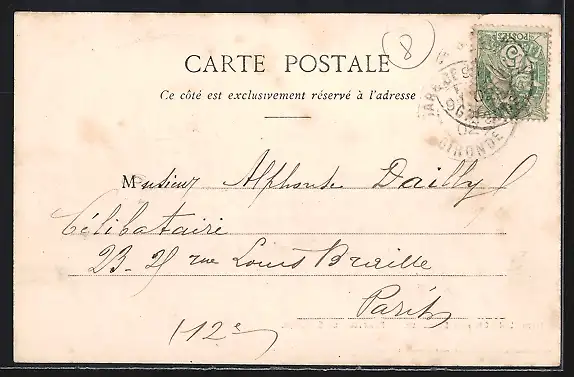 8
CARTE POSTALE
Ce côté est exclusivement réservé à l'adresse
POSTES
GIRONDE
Monsieur Alphonse Dailly
Célibataire
23-25 rue Louis Braille
Paris
(12e)